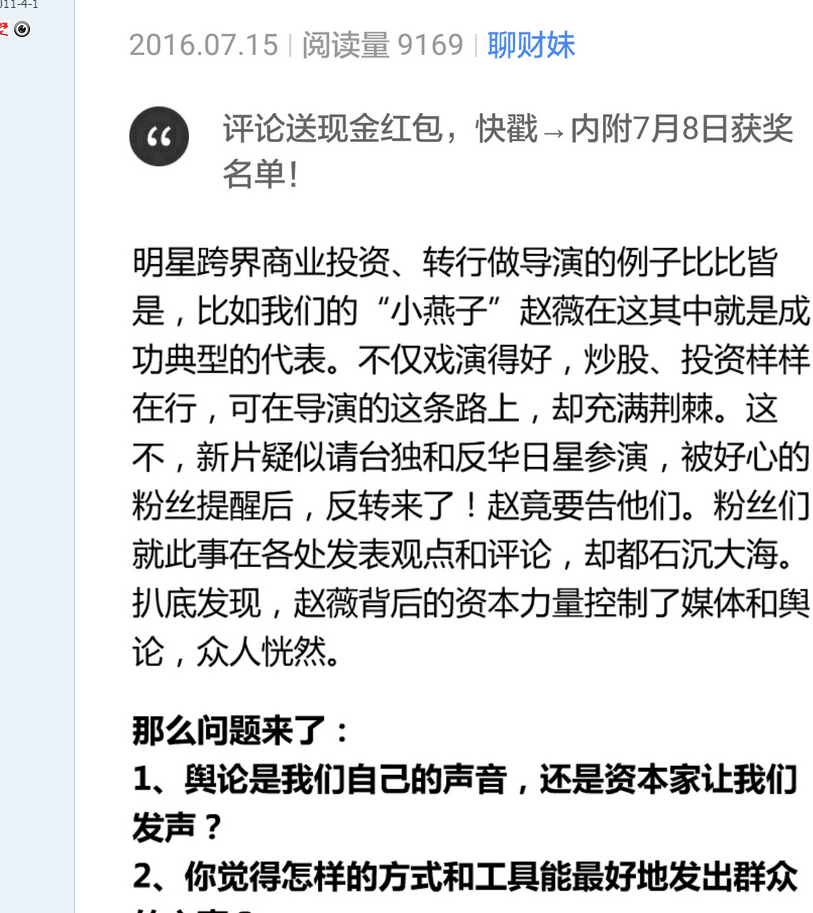 2016.07.15 | 阅读量 9169 | 聊财妹
评论送现金红包，快戳→内附7月8日获奖
名单！
明星跨界商业投资、转行做导演的例子比比皆
是，比如我们的“小燕子”赵薇在这其中就是成
功典型的代表。不仅戏演得好，炒股、投资样样
在行，可在导演的这条路上，却充满荆棘。这
不，新片疑似请台独和反华日星参演，被好心的
粉丝提醒后，反转来了！赵竟要告他们。粉丝们
就此事在各处发表观点和评论，却都石沉大海。
扒底发现，赵薇背后的资本力量控制了媒体和舆
论，众人恍然。
那么问题来了：
1、舆论是我们自己的声音，还是资本家让我们
发声？
2、你觉得怎样的方式和工具能最好地发出群众